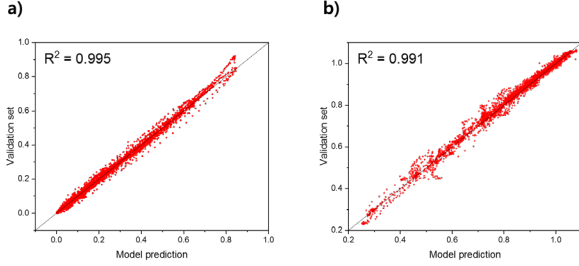 a)
R² = 0.995
Validation set
1.0
0.8
0.6
0.4
0.2
0.0
0.0 0.2 0.4 0.6 0.8 1.0
Model prediction
b)
R² = 0.991
Validation set
1.0
0.8
0.6
0.4
0.2
0.2 0.4 0.6 0.8 1.0
Model prediction